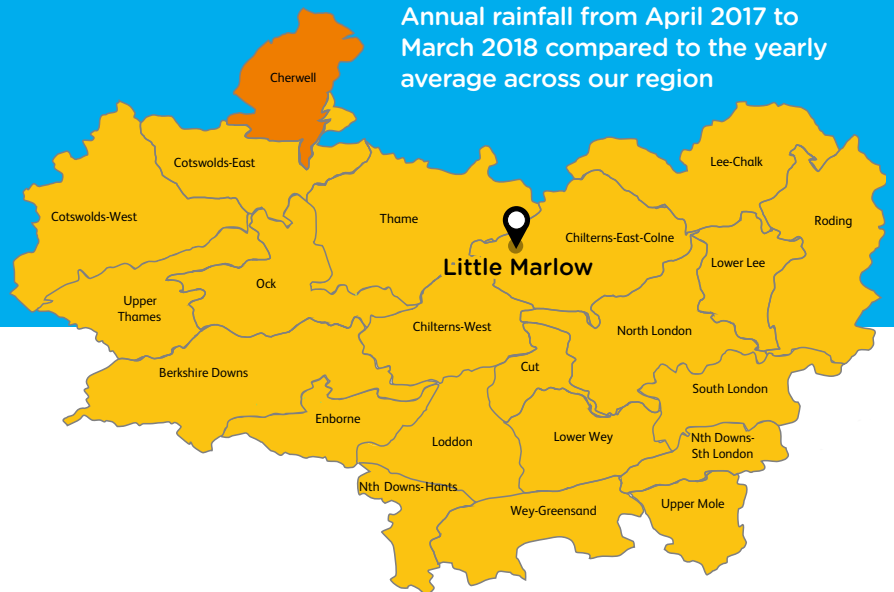 Annual rainfall from April 2017 to
March 2018 compared to the yearly
average across our region
Cherwell
Cotswolds-East
Lee-Chalk
Cotswolds-West
Thame
Roding
Chilterns-East-Colne
Little Marlow
Lower Lee
Ock
Upper
Thames
Chilterns-West
North London
Cut
Berkshire Downs
South London
Enborne
Loddon
Lower Wey
Nth Downs-
Sth London
Nth Downs-Hants
Wey-Greensand
Upper Mole